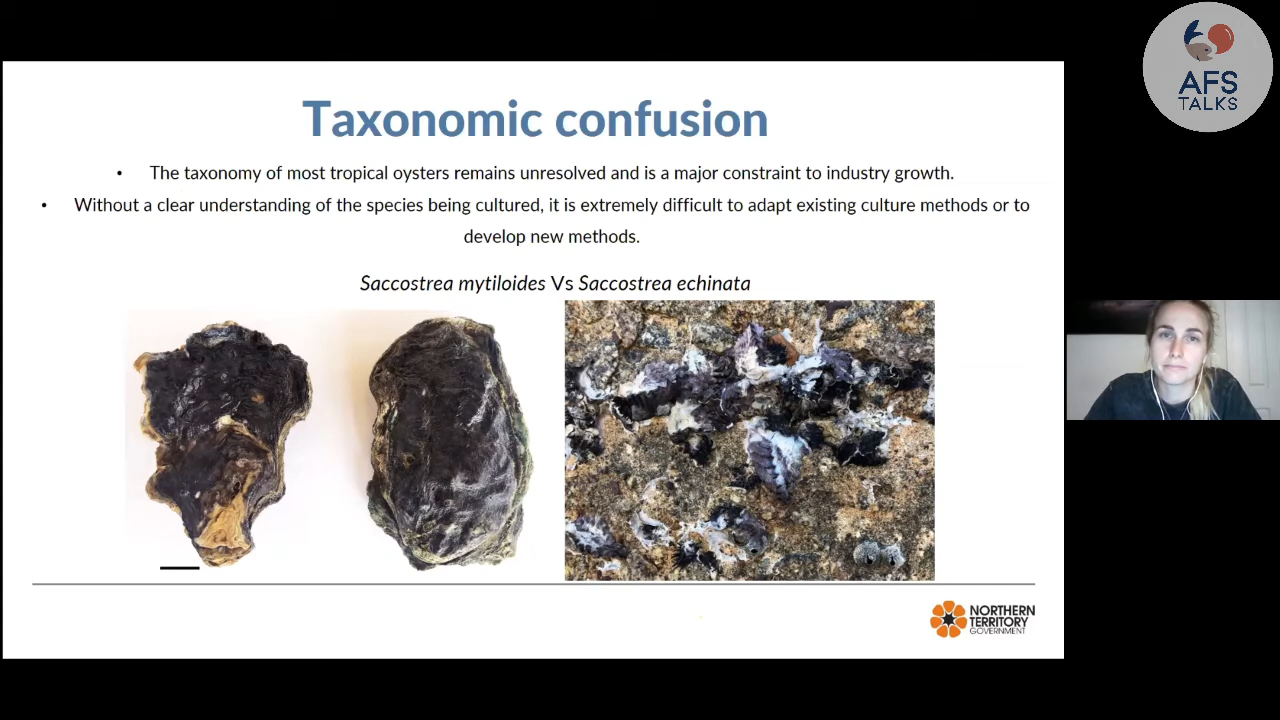 AFS
TALKS
Taxonomic confusion
• The taxonomy of most tropical oysters remains unresolved and is a major constraint to industry growth.
• Without a clear understanding of the species being cultured, it is extremely difficult to adapt existing culture methods or to
develop new methods.
Saccostrea mytiloides Vs Saccostrea echinata
NORTHERN
TERRITORY
GOVERNMENT